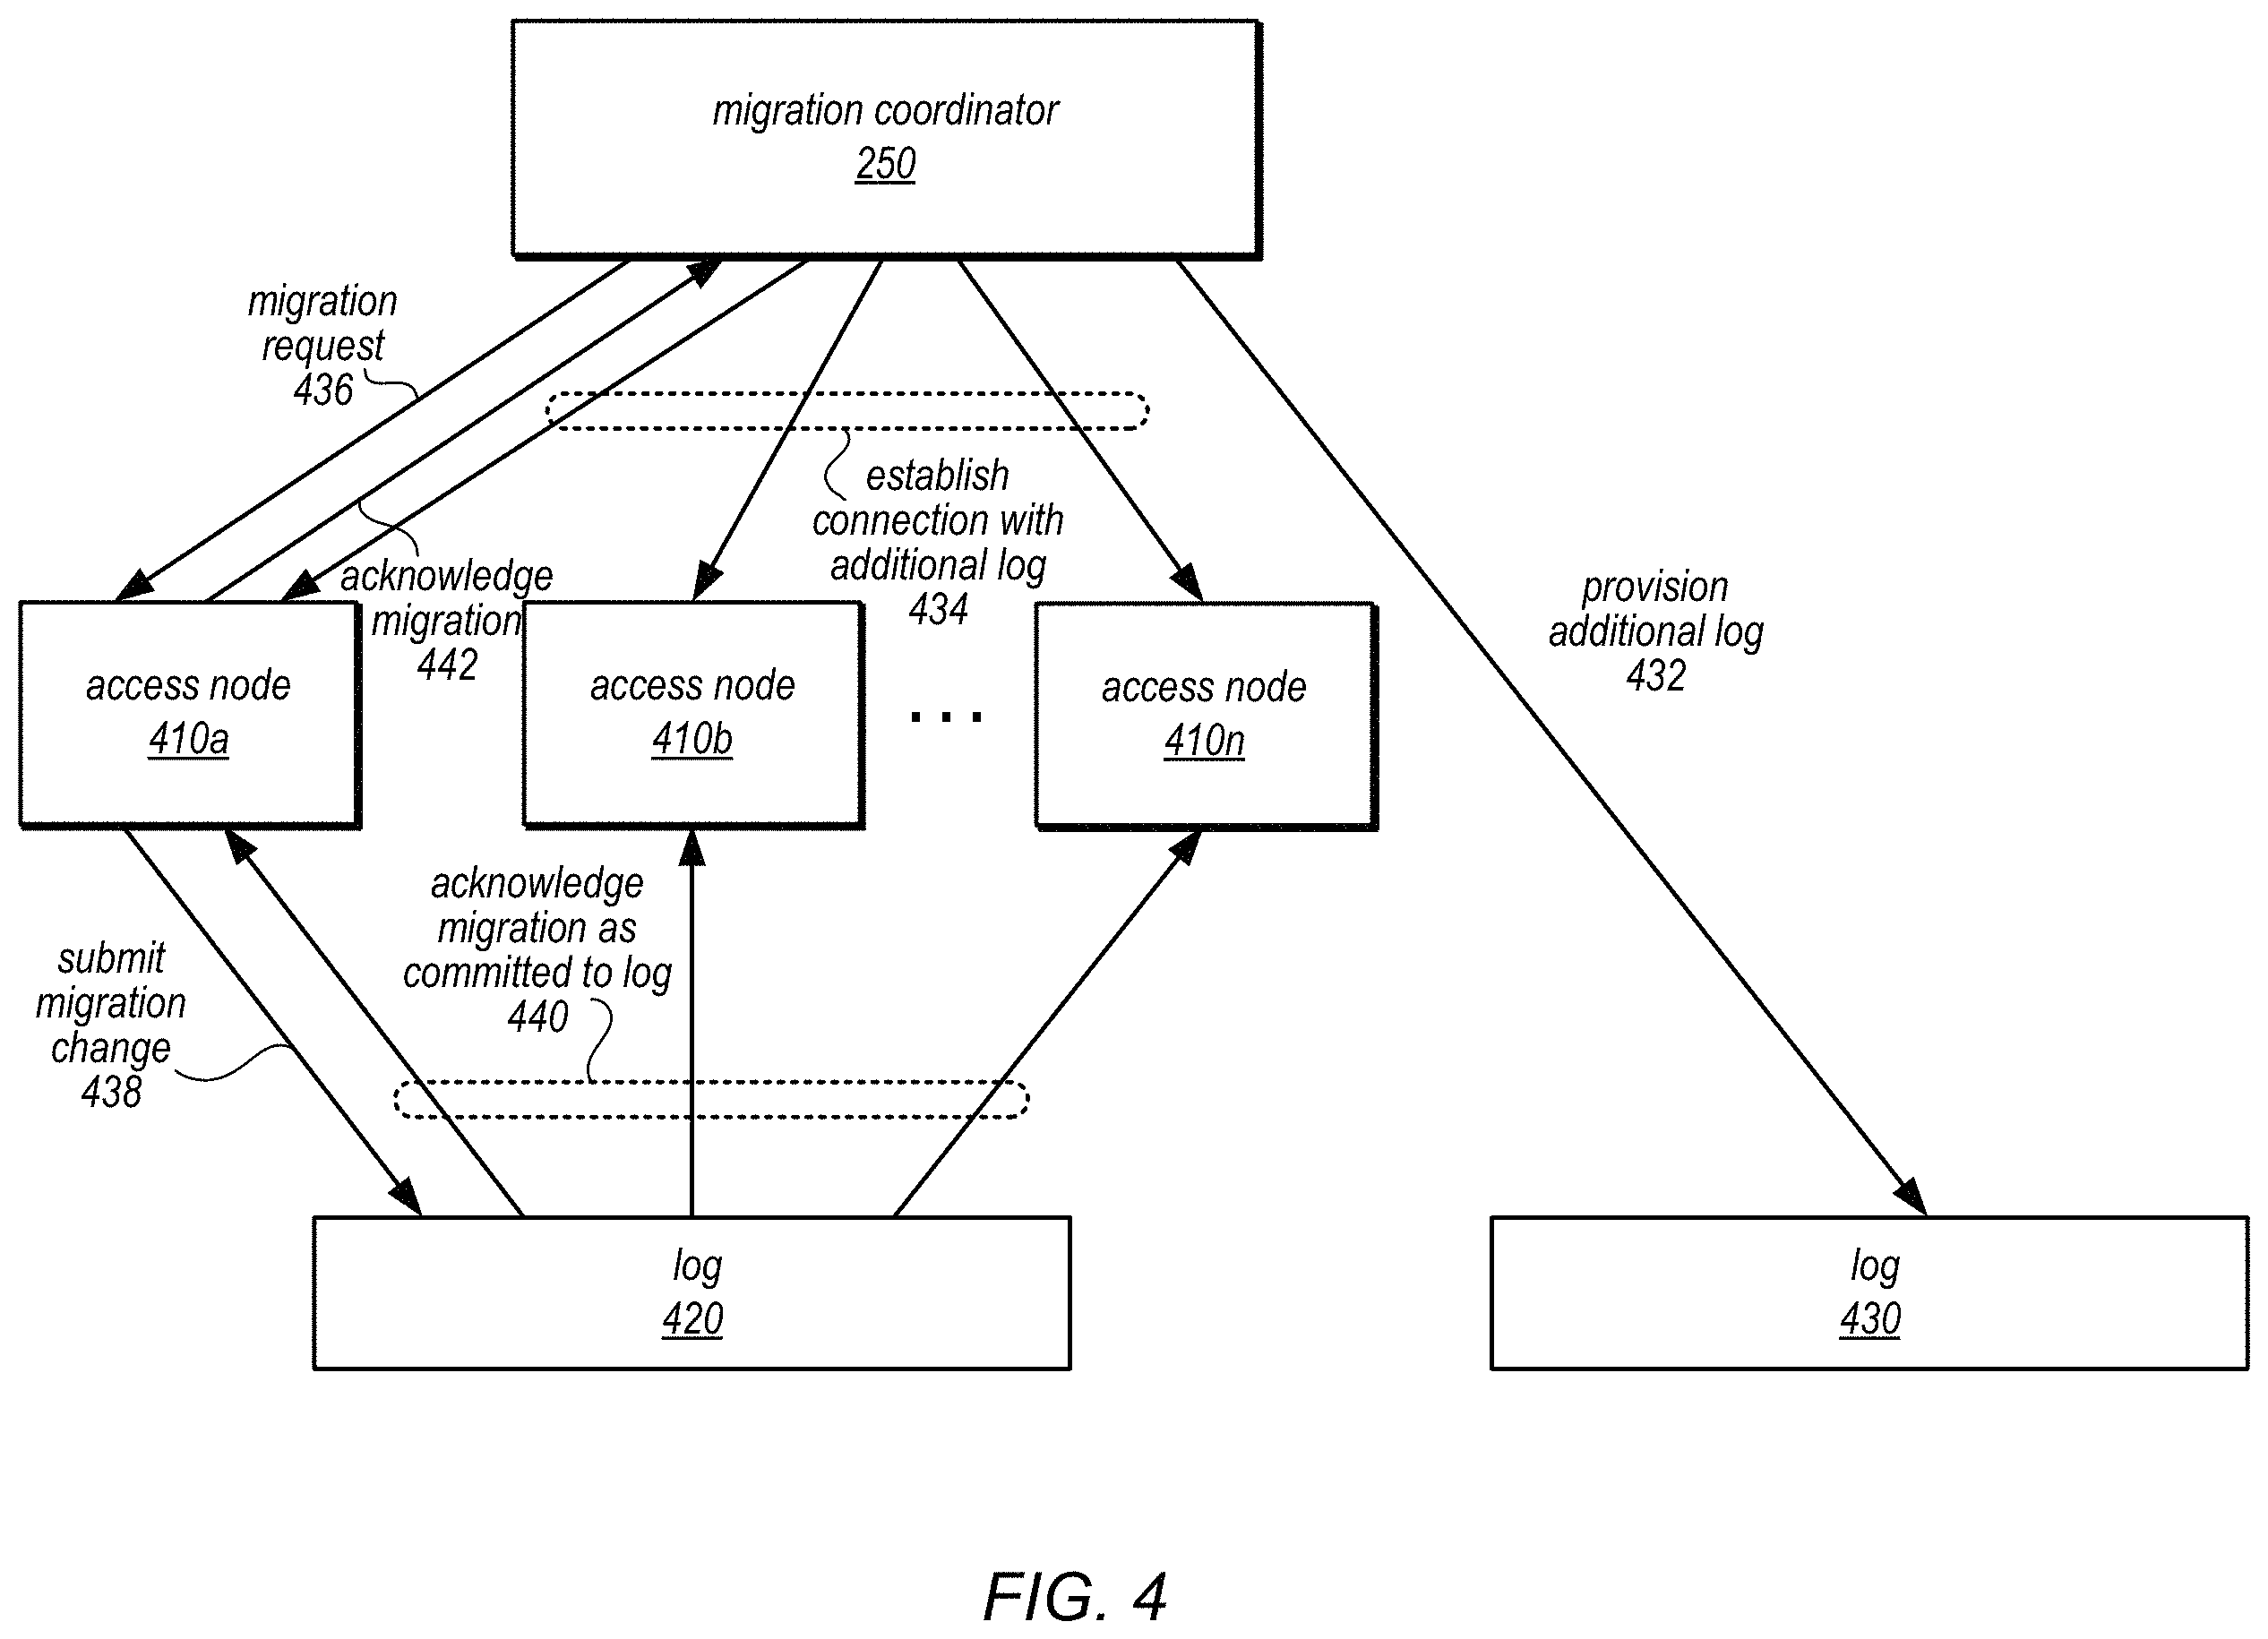 migration coordinator
250
migration
request
436
establish
connection with
additional log
434
acknowledge
migration
442
provision
additional log
432
access node
410a
access node
410b
...
access node
410n
acknowledge
migration as
committed to log
440
submit
migration
change
438
log
420
log
430
FIG. 4